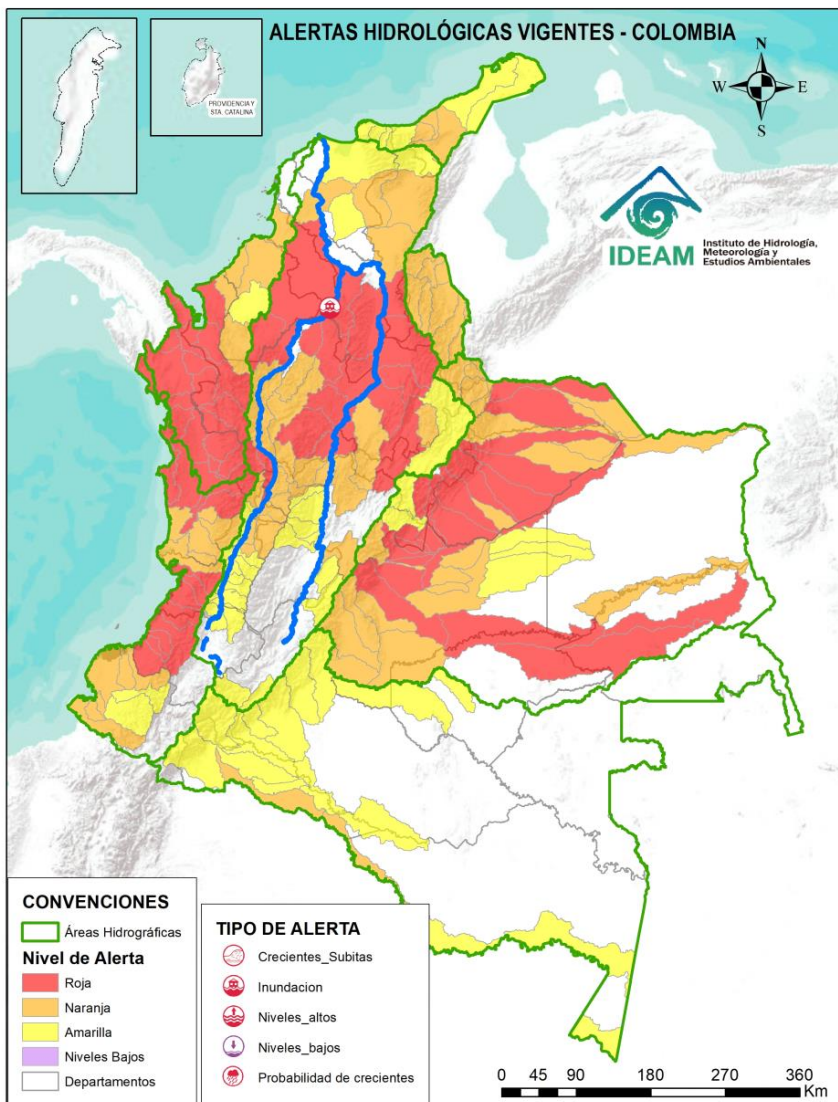 ALERTAS HIDROLÓGICAS VIGENTES - COLOMBIA
PROVIDENCIA Y
STA. CATALINA
N
W
E
S
IDEAM
Instituto de Hidrología,
Meteorología y
Estudios Ambientales
CONVENCIONES
Áreas Hidrográficas
Nivel de Alerta
Roja
Naranja
Amarilla
Niveles Bajos
Departamentos
TIPO DE ALERTA
Crecientes_Subitas
Inundacion
Niveles_altos
Niveles_bajos
Probabilidad de crecientes
0 45 90 180 270 360
Km